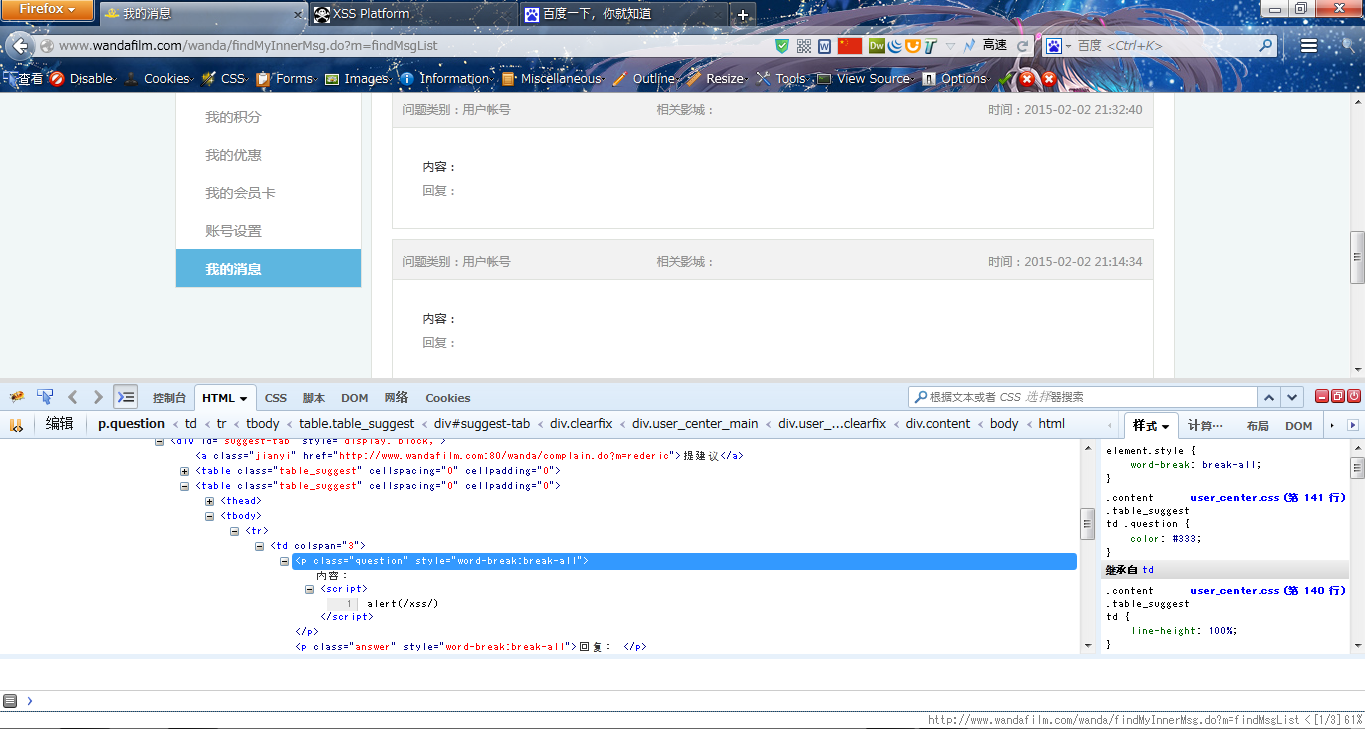 Firefox
我的消息
XSS Platform
百度一下，你就知道
www.wandafilm.com/wanda/findMyInnerMsg.do?m=findMsgList
高速
百度 <Ctrl+K>
查看 Disable Cookies CSS Forms Images Information Miscellaneous Outline Resize Tools View Source Options
我的积分
我的优惠
我的会员卡
账号设置
我的消息
问题类别：用户帐号 相关影城： 时间：2015-02-02 21:32:40
内容：
回复：
问题类别：用户帐号 相关影城： 时间：2015-02-02 21:14:34
内容：
回复：
控制台 HTML CSS 脚本 DOM 网络 Cookies
根据文本或者 CSS 选择器搜索
编辑 p.question < td < tr < tbody < table.table_suggest < div#suggest-tab < div.clearfix < div.user_center_main < div.user_...clearfix < div.content < body < html
样式 计算… 布局 DOM
<div id="suggest-tab" style="display: block;">
<a class="jianyi" href="http://www.wandafilm.com:80/wanda/complain.do?m=rederic">提建议</a>
<table class="table_suggest" cellspacing="0" cellpadding="0">
<table class="table_suggest" cellspacing="0" cellpadding="0">
<thead>
<tbody>
<tr>
<td colspan="3">
<p class="question" style="word-break:break-all">
内容：
<script>
1 alert(/xss/)
</script>
</p>
<p class="answer" style="word-break:break-all">回复： </p>
element.style {
word-break: break-all;
}
.content user_center.css (第 141 行)
.table_suggest
td .question {
color: #333;
}
继承自 td
.content user_center.css (第 140 行)
.table_suggest
td {
line-height: 100%;
}
http://www.wandafilm.com/wanda/findMyInnerMsg.do?m=findMsgList < [1/3] 61%